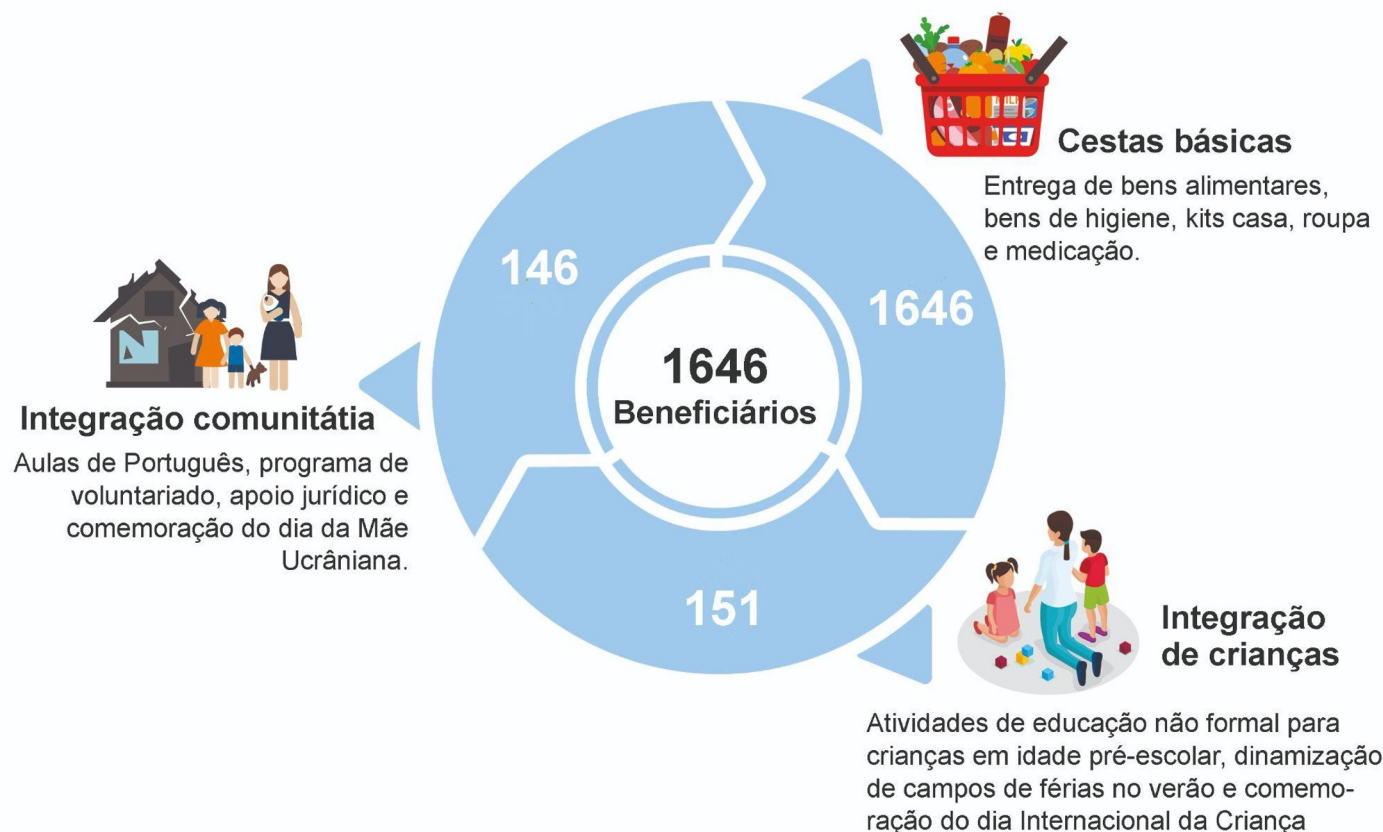 Cestas básicas
Entrega de bens alimentares,
bens de higiene, kits casa, roupa
e medicação.
146
1646
1646
Beneficiários
Integração comunitátia
Aulas de Português, programa de
voluntariado, apoio jurídico e
comemoração do dia da Mãe
Ucrâniana.
151
Integração
de crianças
Atividades de educação não formal para
crianças em idade pré-escolar, dinamização
de campos de férias no verão e comemo-
ração do dia Internacional da Criança